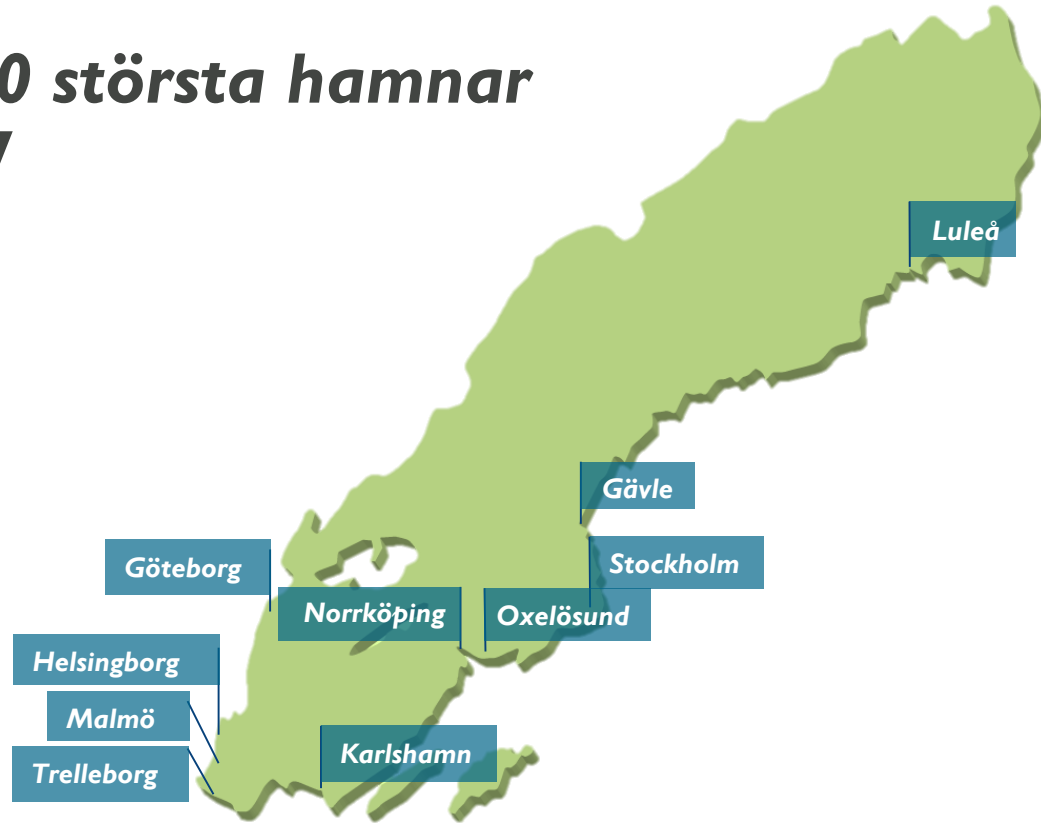 0 största hamnar
Luleå
Gävle
Stockholm
Göteborg
Norrköping
Oxelösund
Helsingborg
Malmö
Karlshamn
Trelleborg